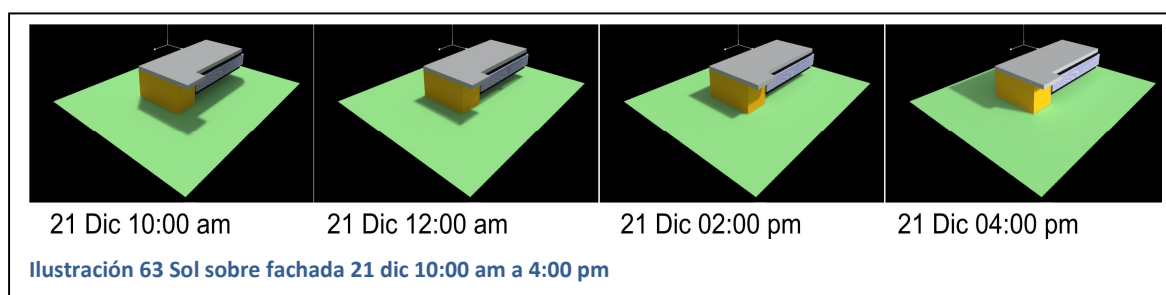 21 Dic 10:00 am 21 Dic 12:00 am 21 Dic 02:00 pm 21 Dic 04:00 pm
Ilustración 63 Sol sobre fachada 21 dic 10:00 am a 4:00 pm